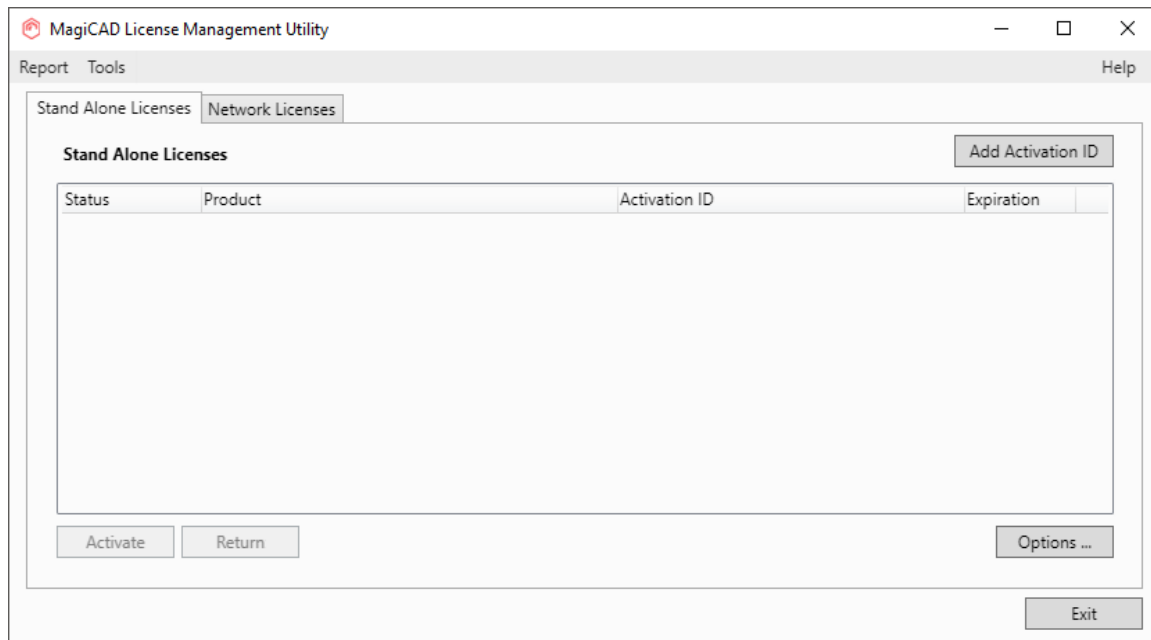 MagiCAD License Management Utility
Report Tools Help
Stand Alone Licenses Network Licenses
Stand Alone Licenses Add Activation ID
Status Product Activation ID Expiration
Activate Return Options ...
Exit